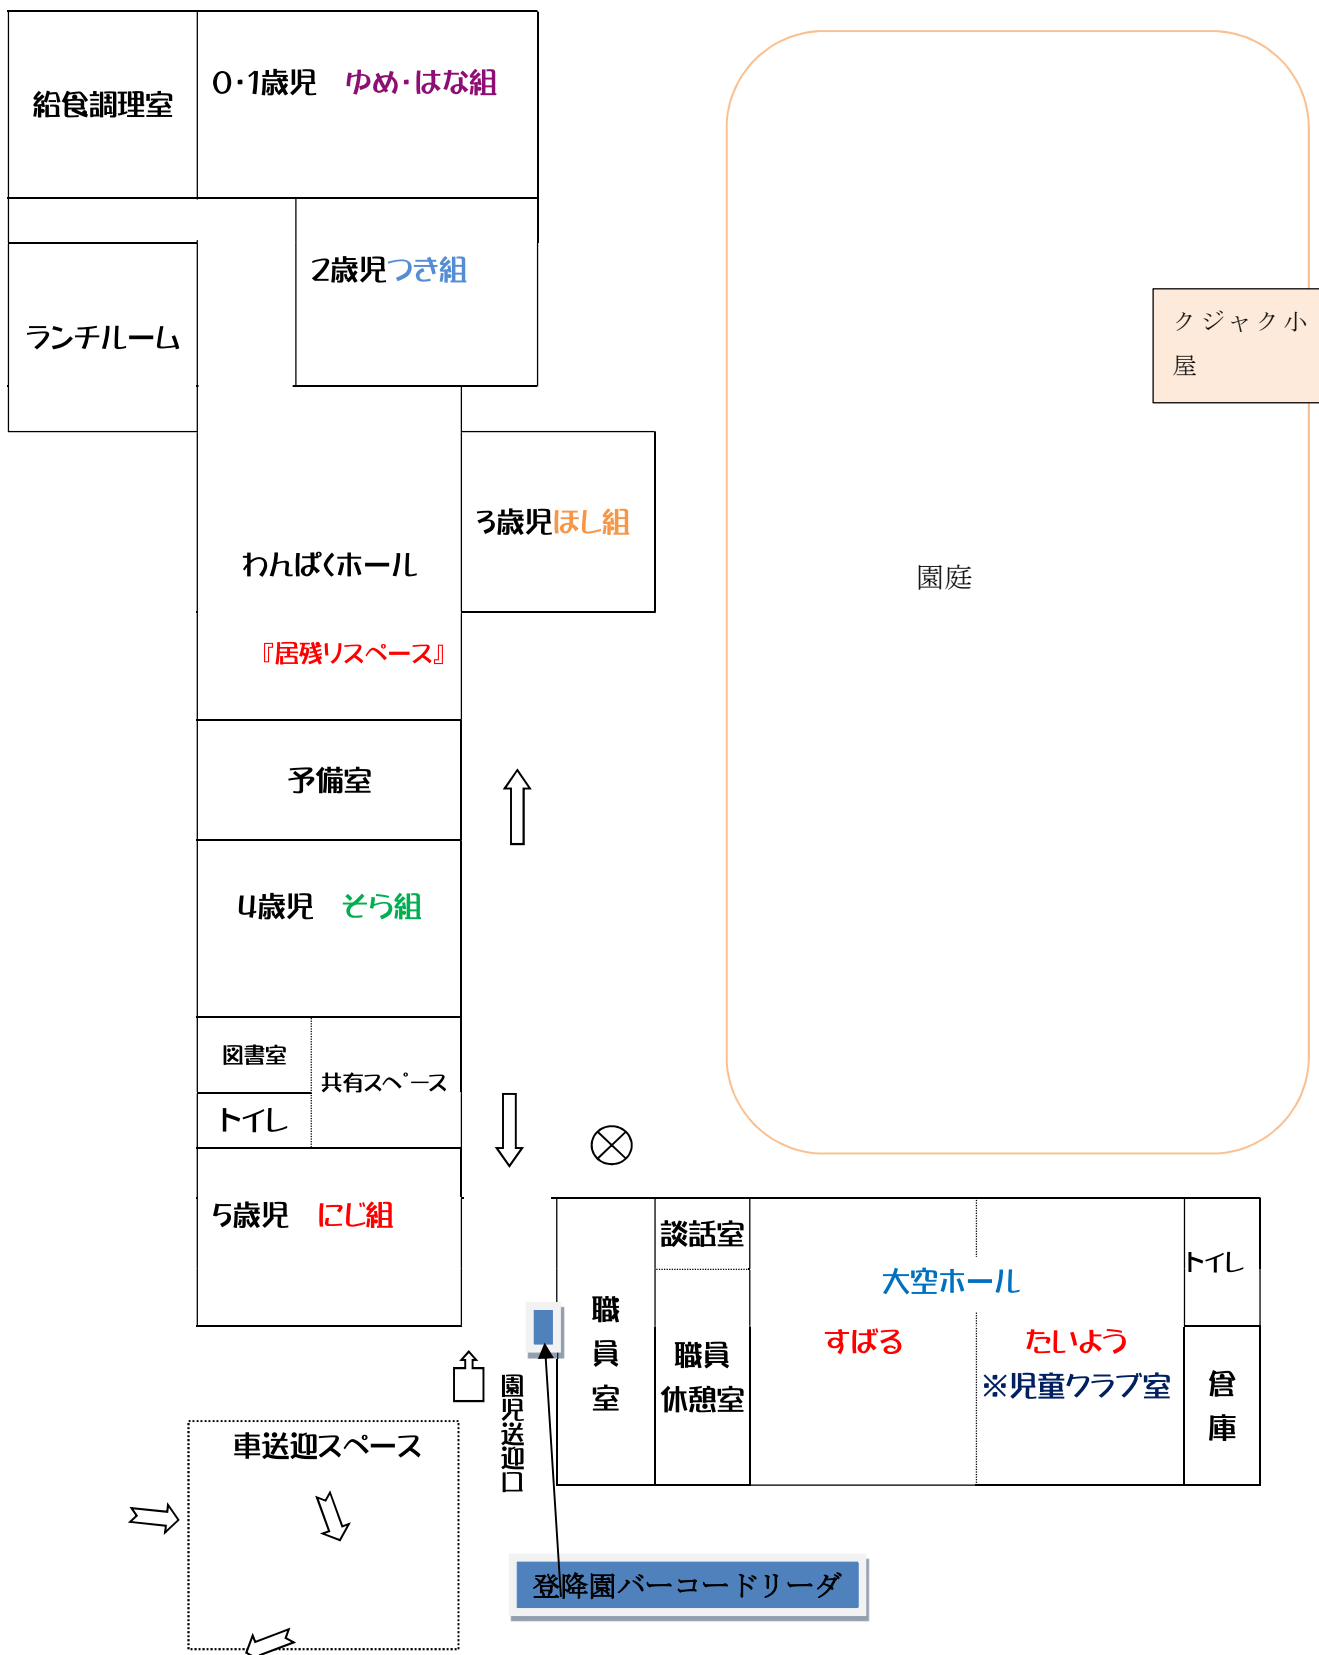 給食調理室
0・1歳児　ゆめ・はな組
2歳児つき組
ランチルーム
クジャク小
屋
3歳児ほし組
わんぱくホール
園庭
『居残りスペース』
予備室
4歳児　そら組
図書室
共有スペース
トイレ
5歳児　にじ組
談話室
トイレ
大空ホール
職
員
室
職員
休憩室
すばる
たいよう
※児童クラブ室
倉
庫
園児送迎口
車送迎スペース
登降園バーコードリーダ